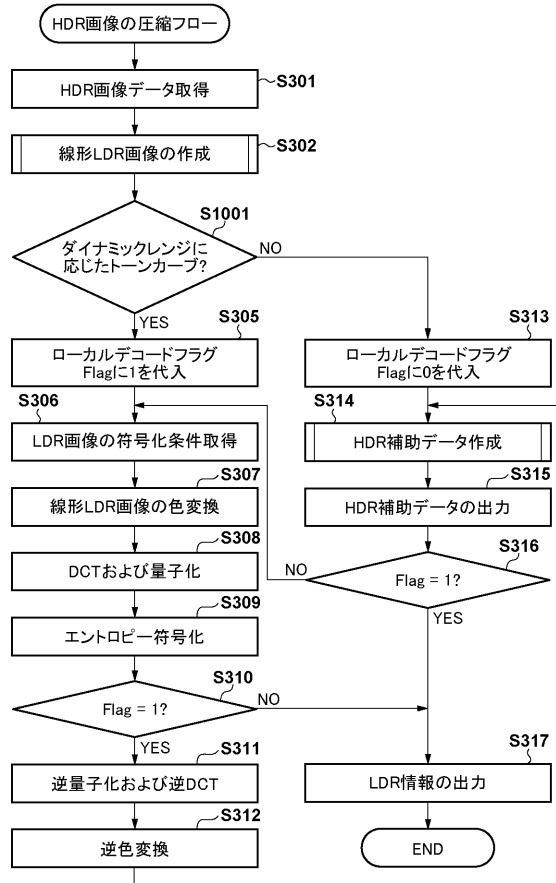 HDR画像の圧縮フロー
S301
HDR画像データ取得
S302
線形LDR画像の作成
S1001
ダイナミックレンジに
応じたトーンカーブ?
NO
YES
S305
ローカルデコードフラグ
Flagに1を代入
S306
LDR画像の符号化条件取得
S307
線形LDR画像の色変換
S308
DCTおよび量子化
S309
エントロピー符号化
S310
Flag = 1?
NO
YES
S311
逆量子化および逆DCT
S312
逆色変換
S313
ローカルデコードフラグ
Flagに0を代入
S314
HDR補助データ作成
S315
HDR補助データの出力
S316
Flag = 1?
NO
YES
S317
LDR情報の出力
END